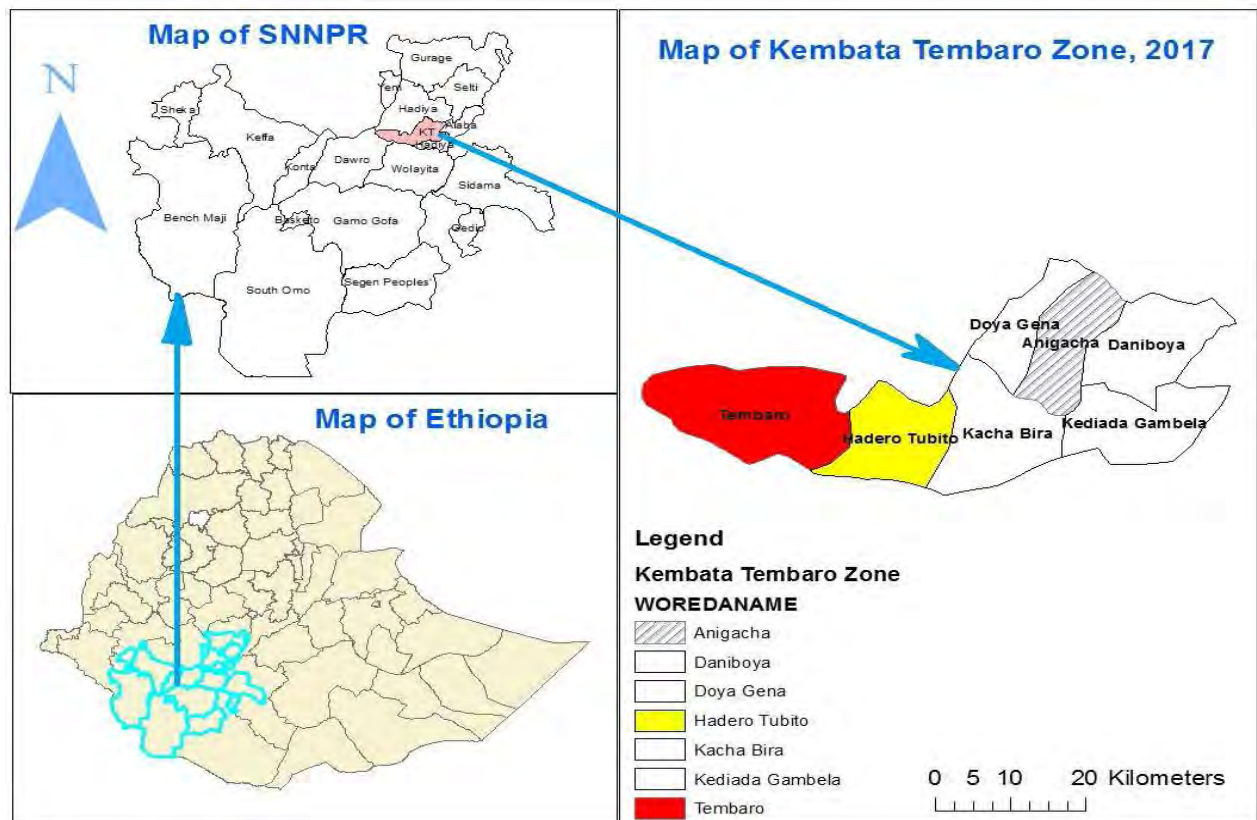 Map of SNNPR
N
Gurage
Yem
Selti
Hadiya
Sheka
Alaba
KT
Keffa
Hadiya
Dawro
Konta
Wolayita
Sidama
Bench Maji
Basketo
Gamo Gofa
Gedio
South Omo
Segen Peoples'
Map of Ethiopia
Map of Kembata Tembaro Zone, 2017
Doya Gena
Anigacha
Daniboya
Tembaro
Hadero Tubito
Kacha Bira
Kediada Gambela
Legend
Kembata Tembaro Zone
WOREDANAME
Anigacha
Daniboya
Doya Gena
Hadero Tubito
Kacha Bira
Kediada Gambela
Tembaro
0 5 10 20 Kilometers